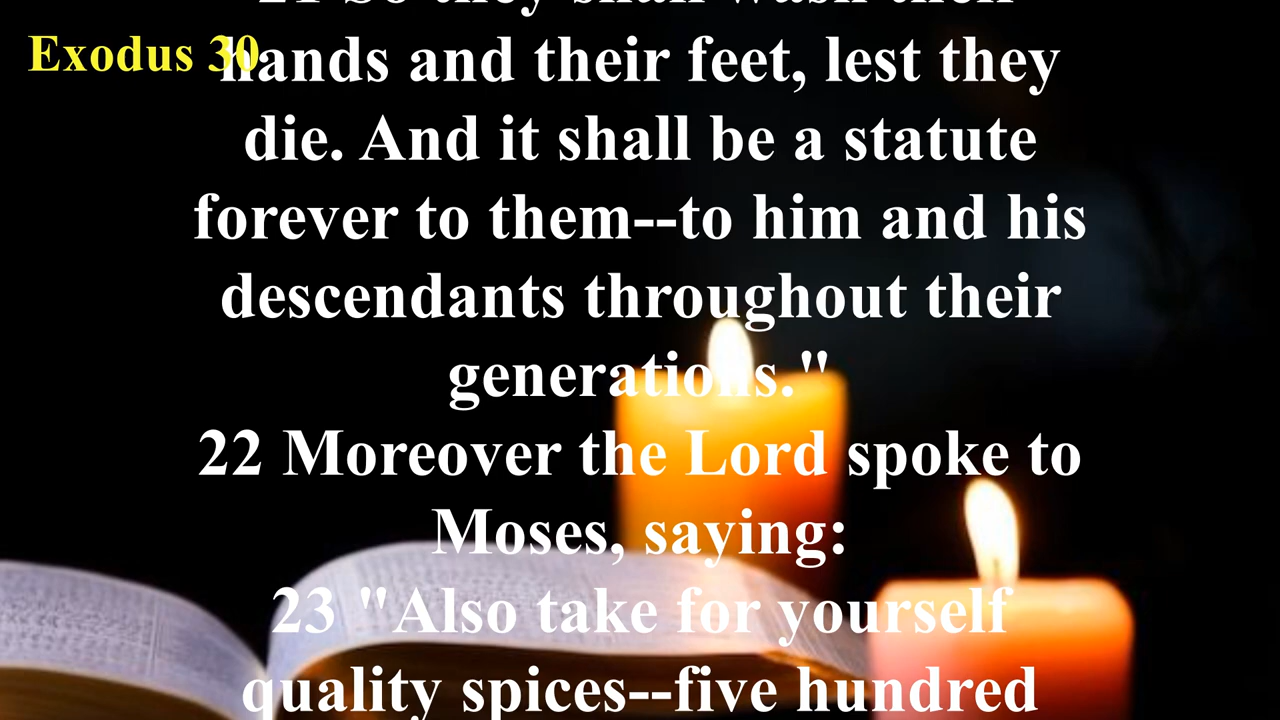 21 So they shall wash their
Exodus 30
hands and their feet, lest they
die. And it shall be a statute
forever to them--to him and his
descendants throughout their
generations."
22 Moreover the Lord spoke to
Moses, saying:
23 "Also take for yourself
quality spices--five hundred